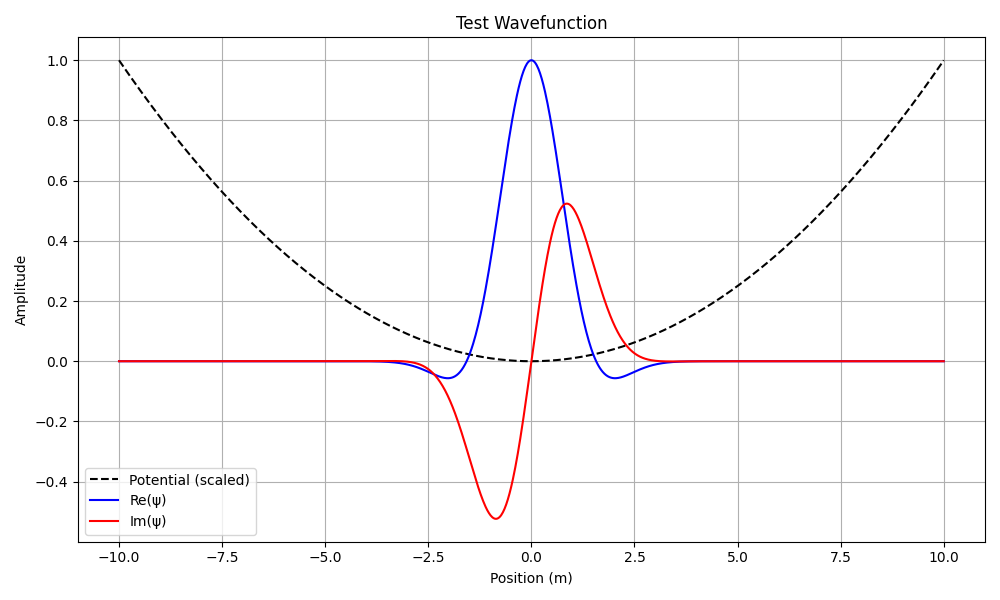 Test Wavefunction
Amplitude
1.0
0.8
0.6
0.4
0.2
0.0
−0.2
−0.4
Potential (scaled)
Re(ψ)
Im(ψ)
−10.0 −7.5 −5.0 −2.5 0.0 2.5 5.0 7.5 10.0
Position (m)